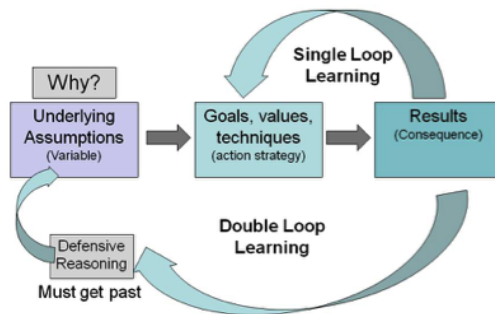 Why?
Underlying
Assumptions
(Variable)
Goals, values,
techniques
(action strategy)
Results
(Consequence)
Single Loop
Learning
Double Loop
Learning
Defensive
Reasoning
Must get past